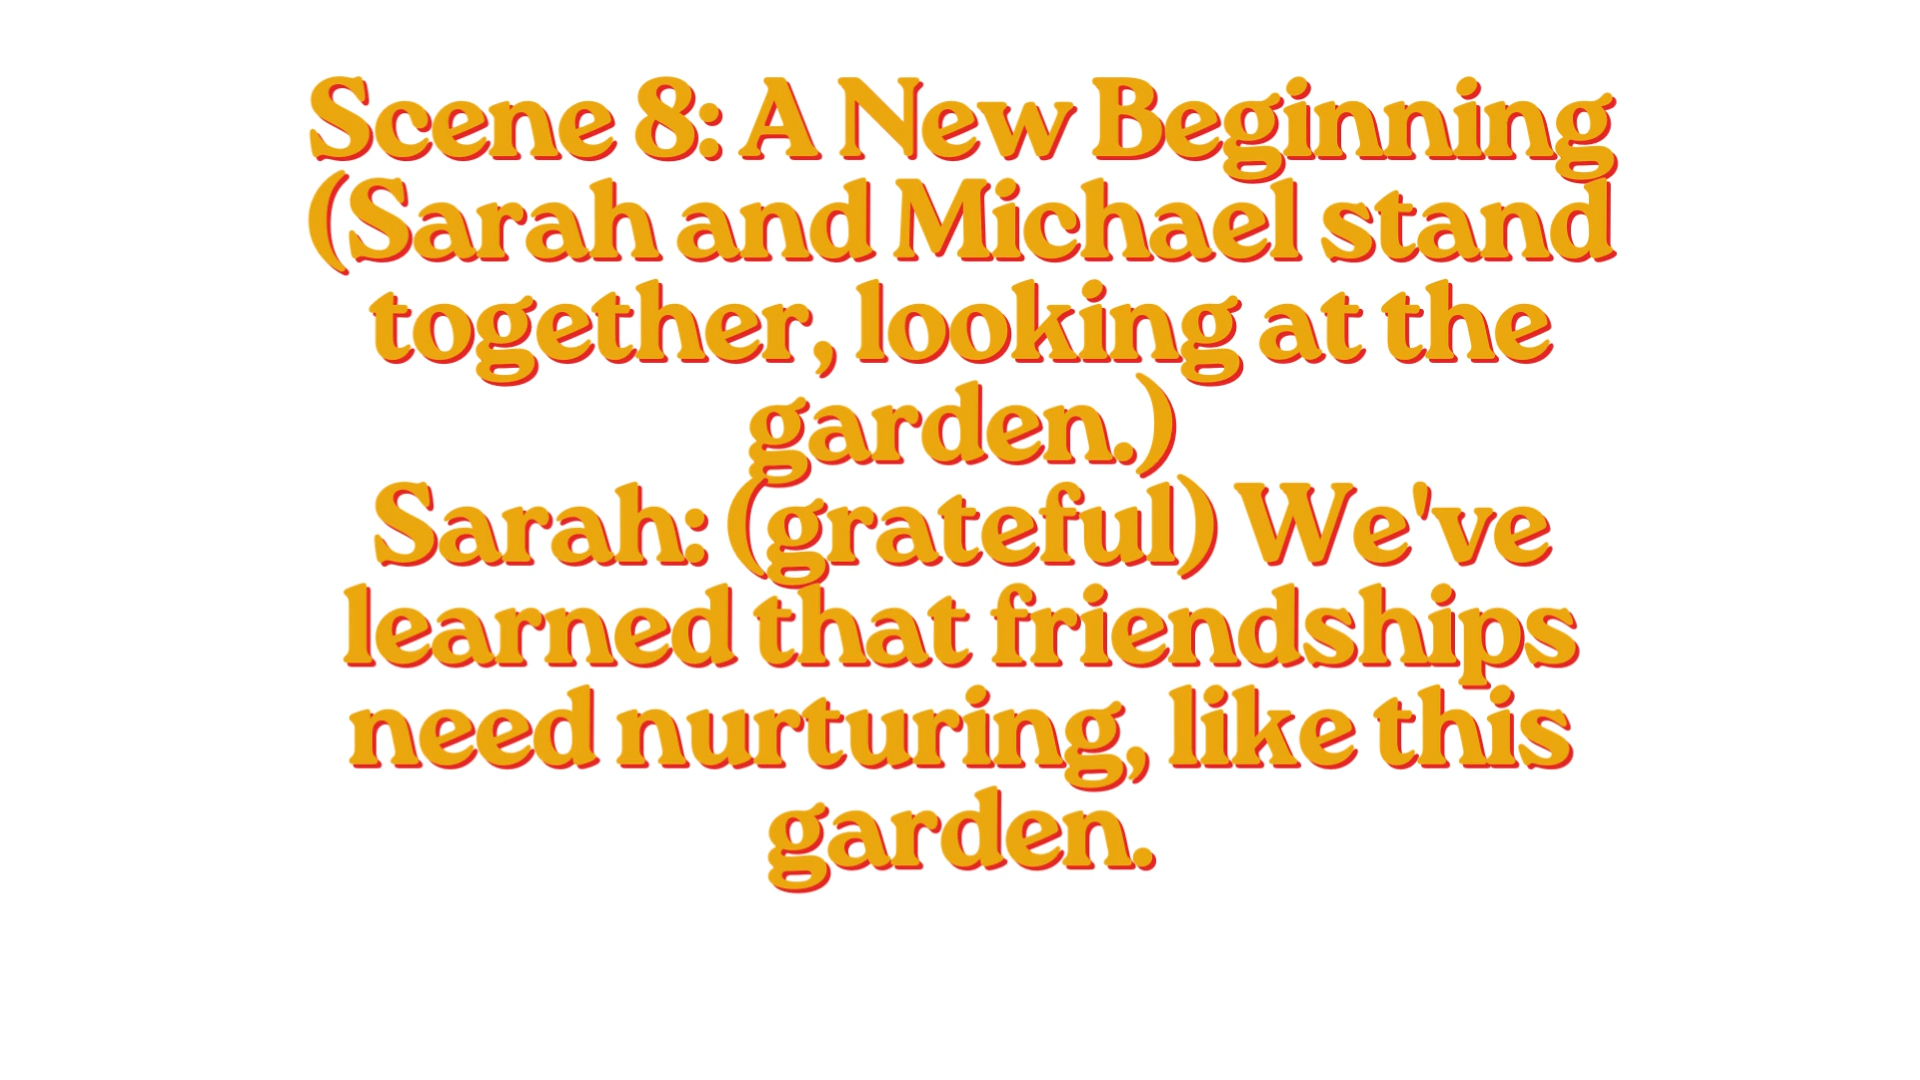 Scene 8: A New Beginning
(Sarah and Michael stand
together, looking at the
garden.)
Sarah: (grateful) We've
learned that friendships
need nurturing, like this
garden.